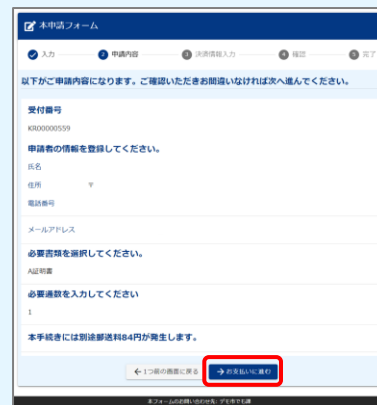 本申請フォーム
入力 2 申請内容 3 決済情報入力 4 確認 5 完了
以下がご申請内容になります。ご確認いただきお間違いなければ次へ進んでください。
受付番号
KR00000559
申請者の情報を登録してください。
氏名
住所 〒
電話番号
メールアドレス
必要書類を選択してください。
A証明書
必要通数を入力してください
1
本手続きには別途郵送料84円が発生します。
←1つ前の画面に戻る →お支払いに進む
本フォームのお問い合わせ先: デモ市でも課